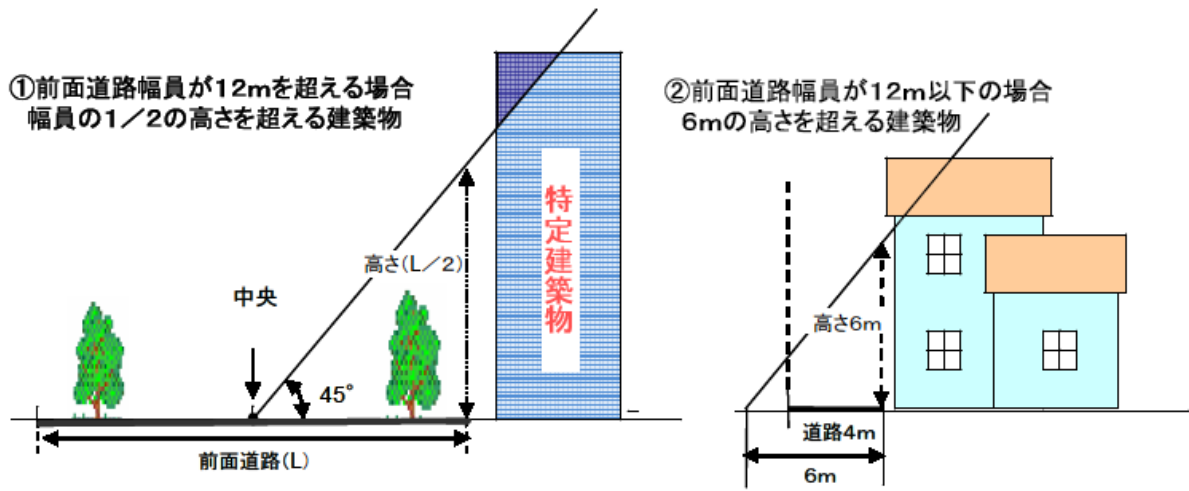 ①前面道路幅員が12mを超える場合
幅員の1／2の高さを超える建築物
中央
45°
高さ(L／2)
特定建築物
前面道路(L)
②前面道路幅員が12m以下の場合
6mの高さを超える建築物
高さ6m
道路4m
6m